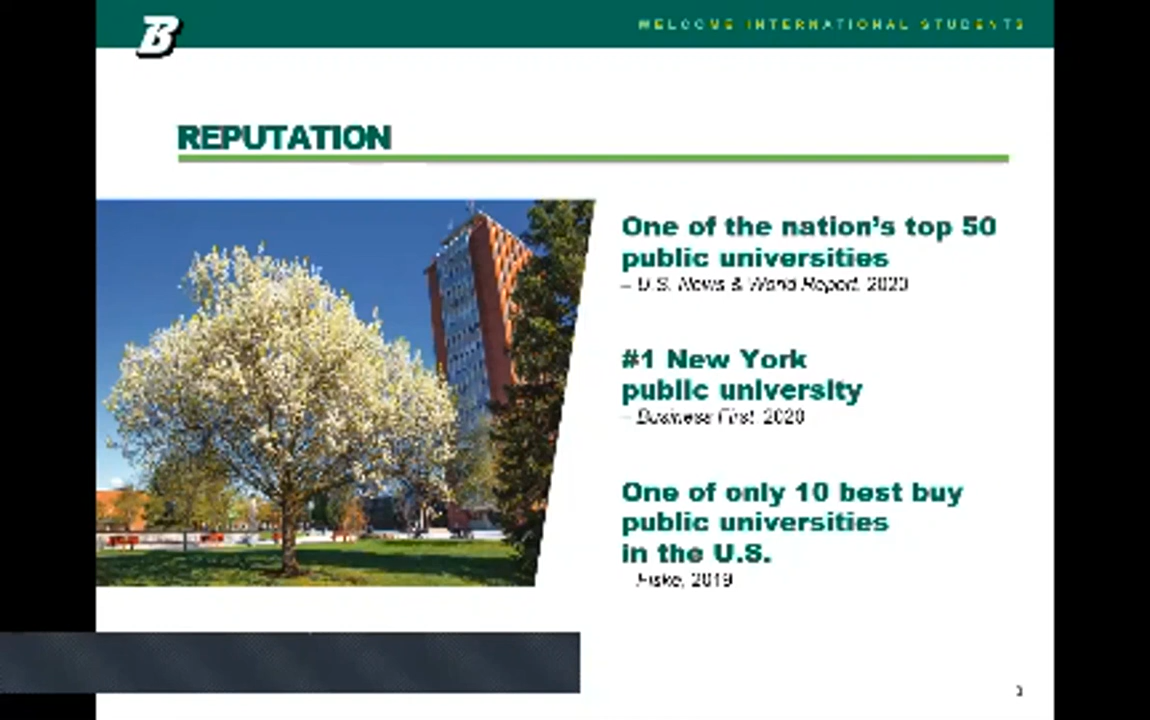 B
WELCOME INTERNATIONAL STUDENTS
REPUTATION
One of the nation's top 50
public universities
– U.S. News & World Report, 2020
#1 New York
public university
– Business First, 2020
One of only 10 best buy
public universities
in the U.S.
Fiske, 2019
3